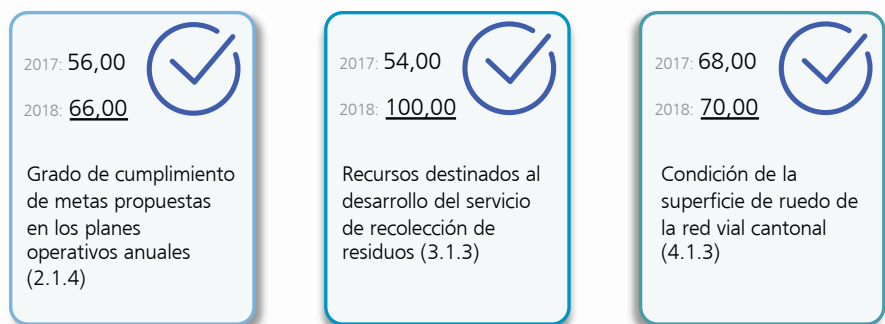 2017: 56,00
2018: 66,00
Grado de cumplimiento
de metas propuestas
en los planes
operativos anuales
(2.1.4)
2017: 54,00
2018: 100,00
Recursos destinados al
desarrollo del servicio
de recolección de
residuos (3.1.3)
2017: 68,00
2018: 70,00
Condición de la
superficie de ruedo de
la red vial cantonal
(4.1.3)